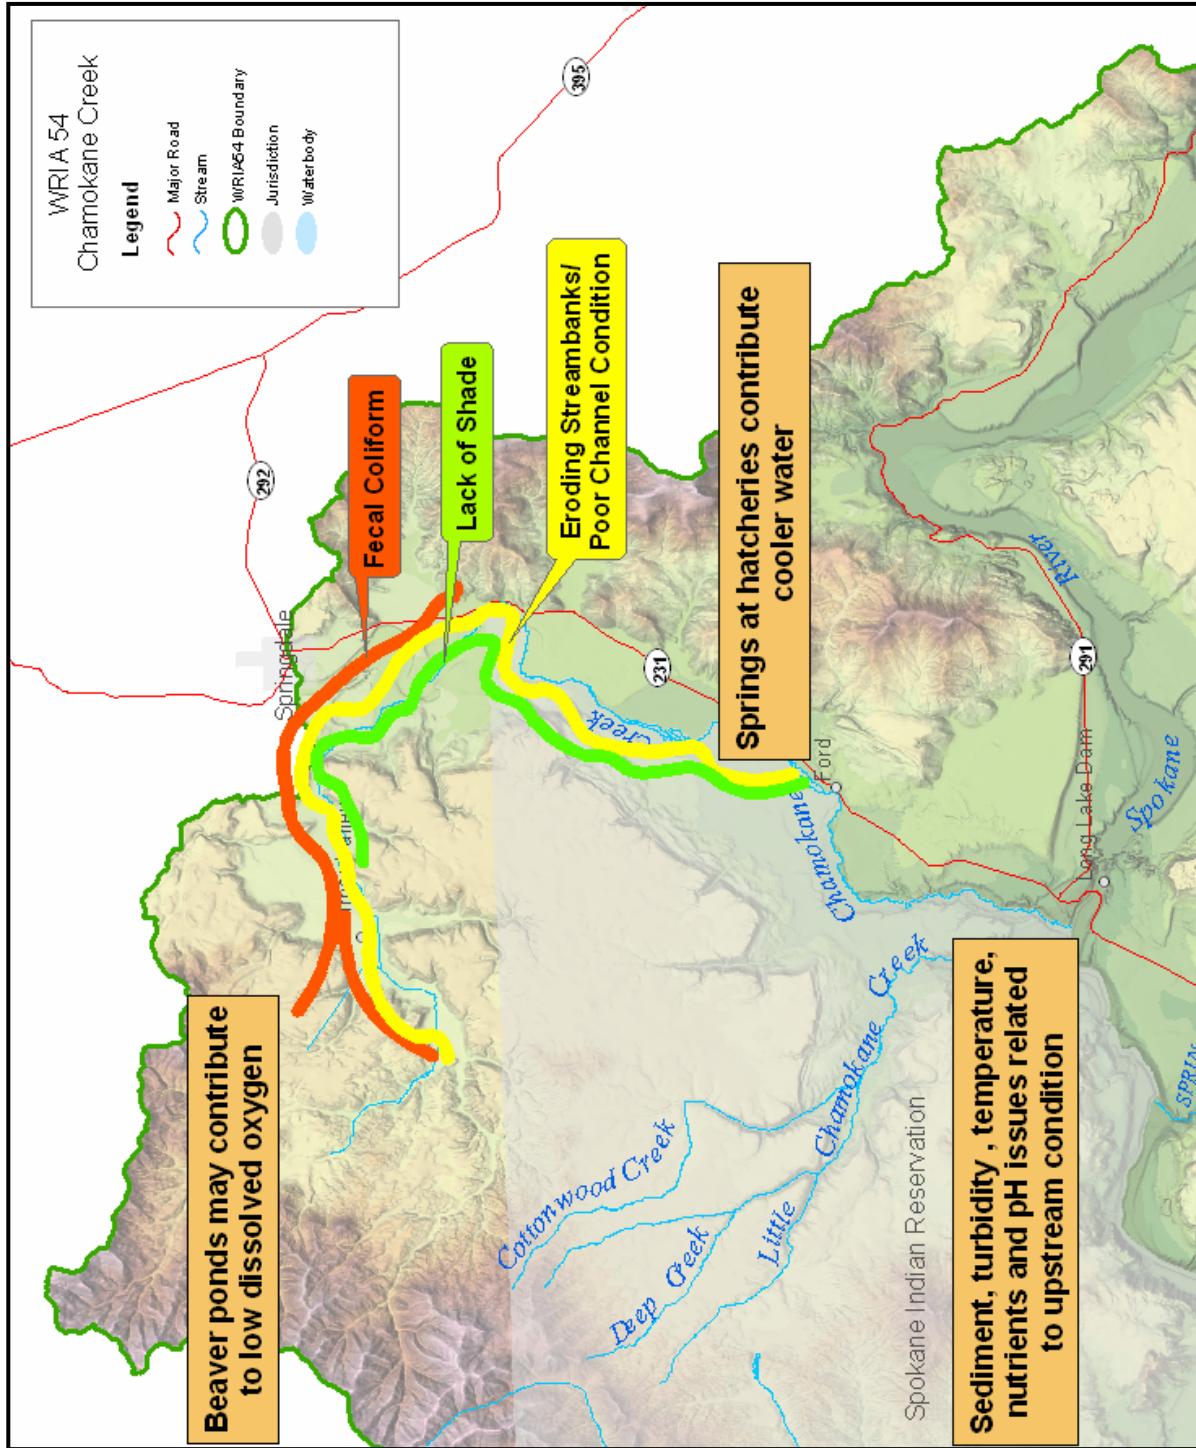 WRIA 54
Chamokane Creek
Legend
Major Road
Stream
WRIA54 Boundary
Jurisdiction
Waterbody
395
292
Springdale
Fecal Coliform
Lack of Shade
Eroding Streambanks/
Poor Channel Condition
Springs at hatcheries contribute
cooler water
Beaver ponds may contribute
to low dissolved oxygen
231
Creek
Chamokane
Ford
291
River
Spokane
Long Lake Dam
Cottonwood Creek
Deep Creek
Little Chamokane Creek
Spokane Indian Reservation
Sediment, turbidity , temperature,
nutrients and pH issues related
to upstream condition
SPRIN